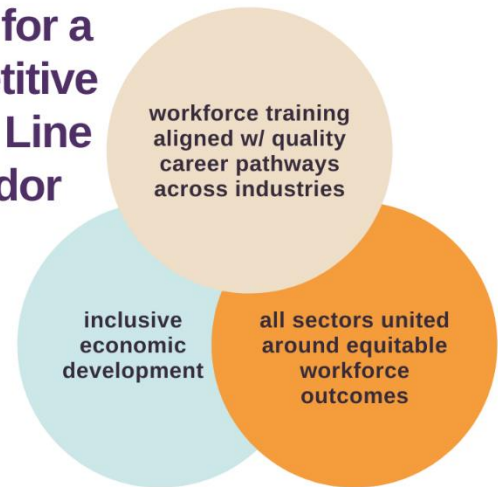 for a
titive
Line
dor
workforce training
aligned w/ quality
career pathways
across industries
inclusive
economic
development
all sectors united
around equitable
workforce
outcomes